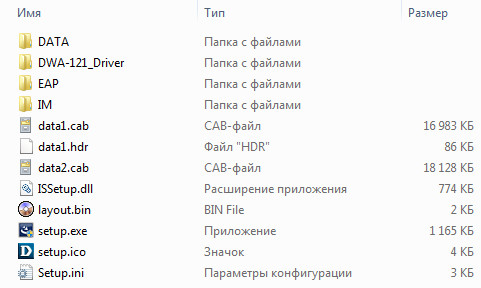 Имя Тип Размер
DATA Папка с файлами
DWA-121_Driver Папка с файлами
EAP Папка с файлами
IM Папка с файлами
data1.cab CAB-файл 16 983 КБ
data1.hdr Файл "HDR" 86 КБ
data2.cab CAB-файл 18 128 КБ
ISSetup.dll Расширение приложения 774 КБ
layout.bin BIN File 2 КБ
setup.exe Приложение 1 165 КБ
setup.ico Значок 4 КБ
Setup.ini Параметры конфигурации 3 КБ